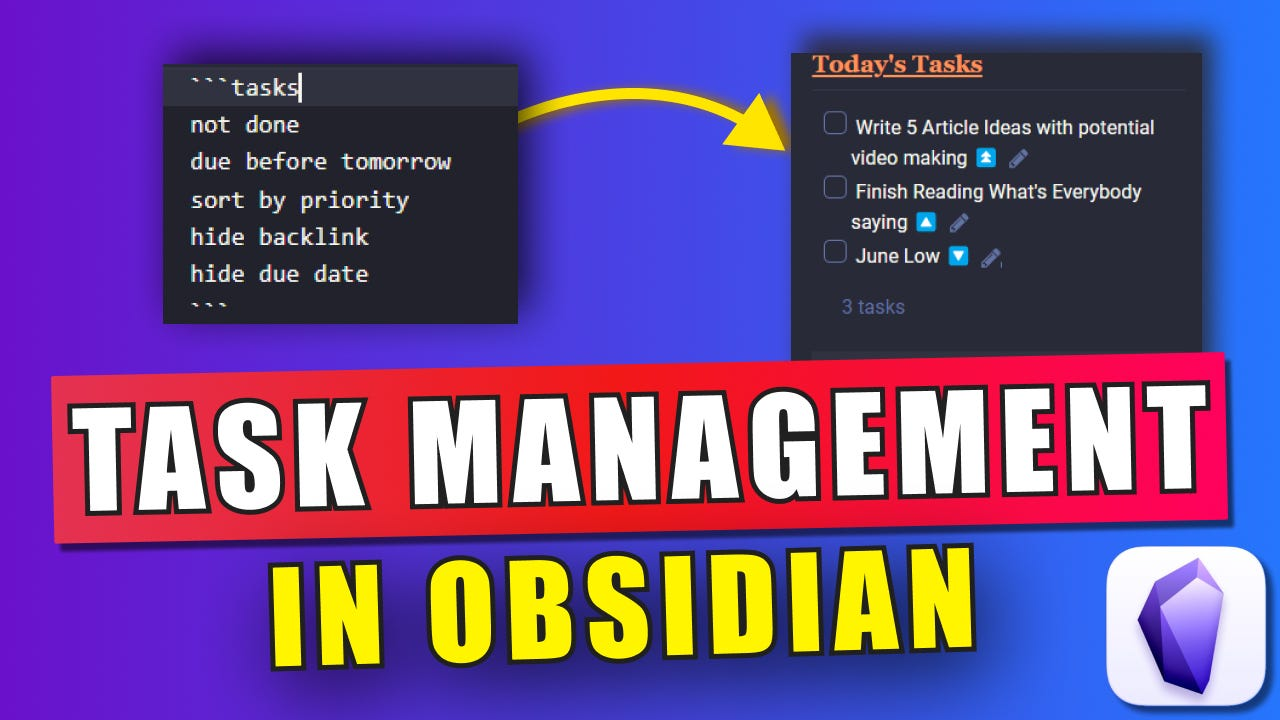 ```tasks
not done
due before tomorrow
sort by priority
hide backlink
hide due date
```
Today's Tasks
Write 5 Article Ideas with potential
video making
Finish Reading What's Everybody
saying
June Low
3 tasks
TASK MANAGEMENT
IN OBSIDIAN